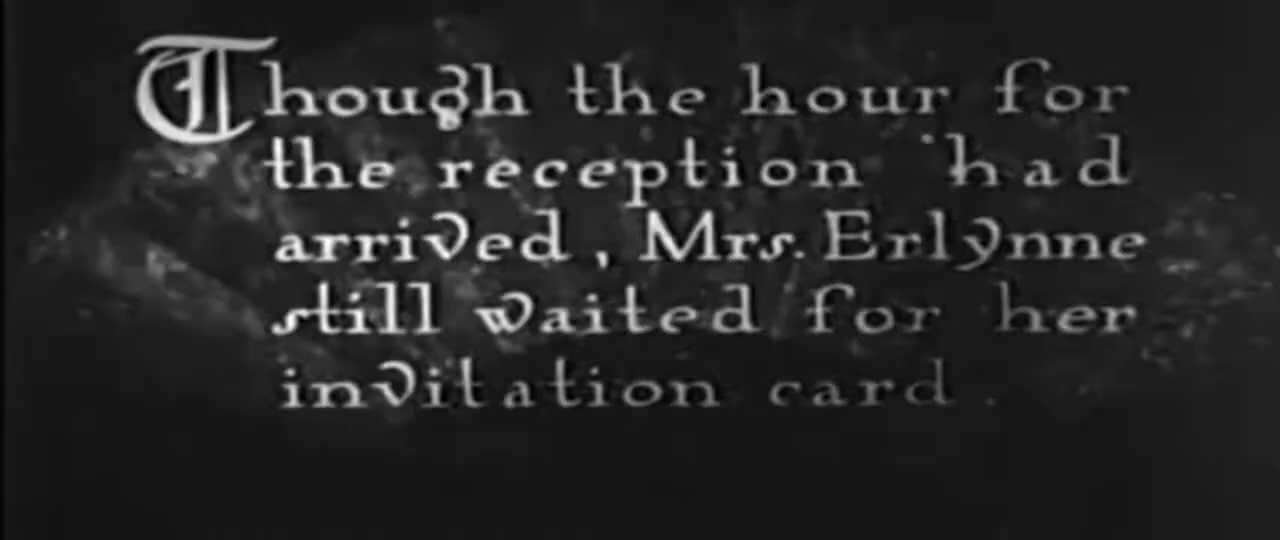 Though the hour for
the reception had
arrived, Mrs. Erlynne
still waited for her
invitation card.